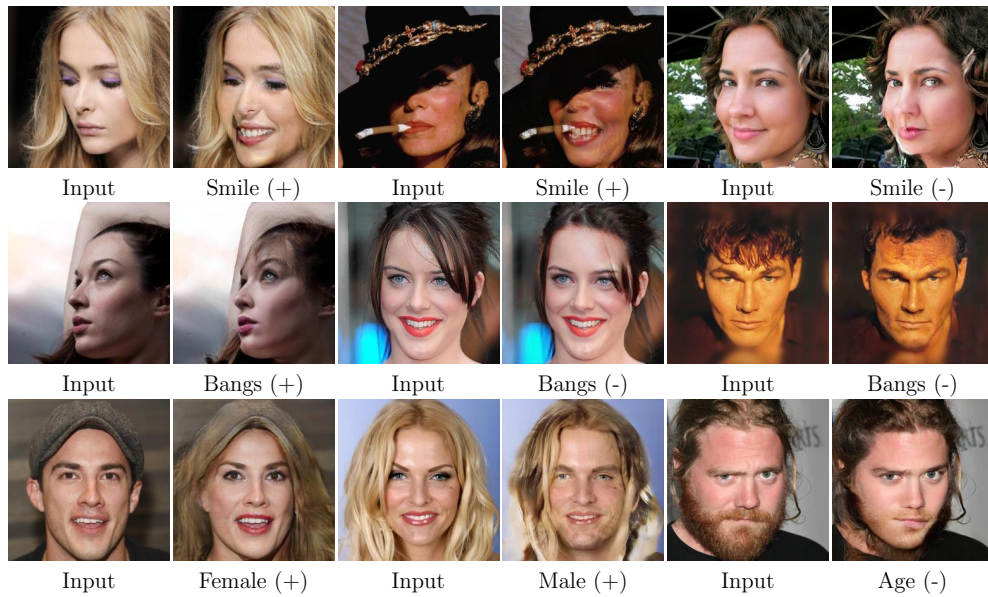 Input Smile (+) Input Smile (+) Input Smile (-)
Input Bangs (+) Input Bangs (-) Input Bangs (-)
Input Female (+) Input Male (+) Input Age (-)